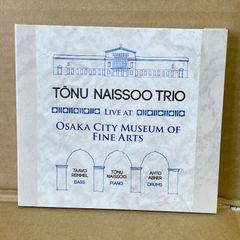 TÕNU NAISSOO TRIO
LIVE AT
OSAKA CITY MUSEUM OF
FINE ARTS
TAAVO
REMMEL
BASS
TÕNU
NAISSOO
PIANO
AHTO
ABNER
DRUMS